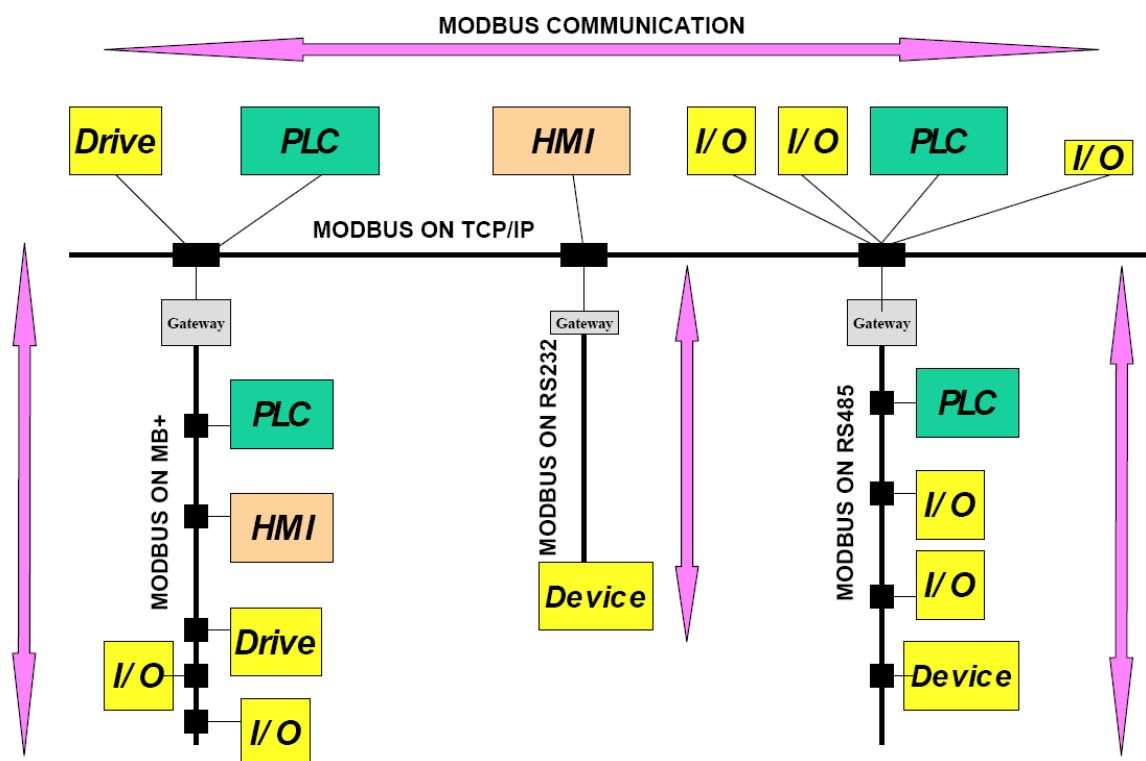 MODBUS COMMUNICATION
Drive
PLC
HMI
I/O
I/O
PLC
I/O
MODBUS ON TCP/IP
Gateway
Gateway
Gateway
MODBUS ON MB+
PLC
HMI
Drive
I/O
I/O
MODBUS ON RS232
Device
MODBUS ON RS485
PLC
I/O
I/O
Device